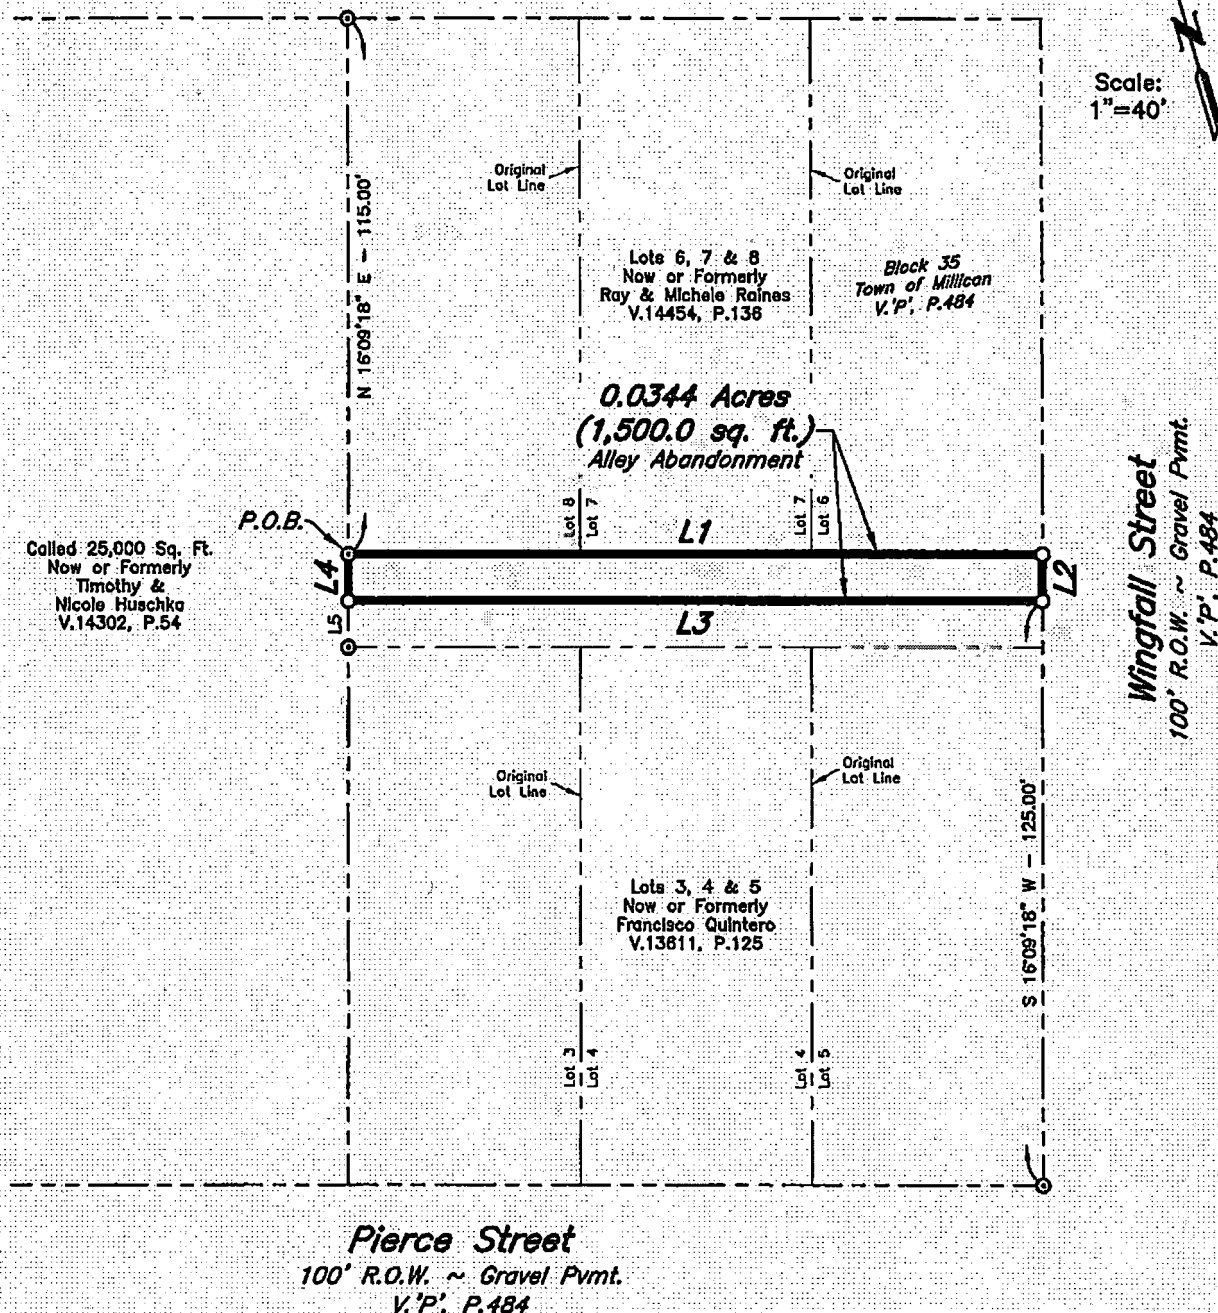 Scale:
1"=40'
N
Original
Lot Line
Original
Lot Line
N 16°09'18" E - 115.00'
Lots 6, 7 & 8
Now or Formerly
Ray & Michele Raines
V.14454, P.136
Block 35
Town of Millican
V.'P', P.484
0.0344 Acres
(1,500.0 sq. ft.)
Alley Abandonment
Lot 8
Lot 7
Lot 7
Lot 6
P.O.B.
L1
L4
L2
L3
L5
Called 25,000 Sq. Ft.
Now or Formerly
Timothy &
Nicole Huschka
V.14302, P.54
Wingfall Street
100' R.O.W. ~ Gravel Pvmt.
V.'P', P.484
Original
Lot Line
Original
Lot Line
Lots 3, 4 & 5
Now or Formerly
Francisco Quintero
V.13611, P.125
S 16°09'18" W - 125.00'
Lot 3
Lot 4
Lot 4
Lot 5
Pierce Street
100' R.O.W. ~ Gravel Pvmt.
V.'P', P.484